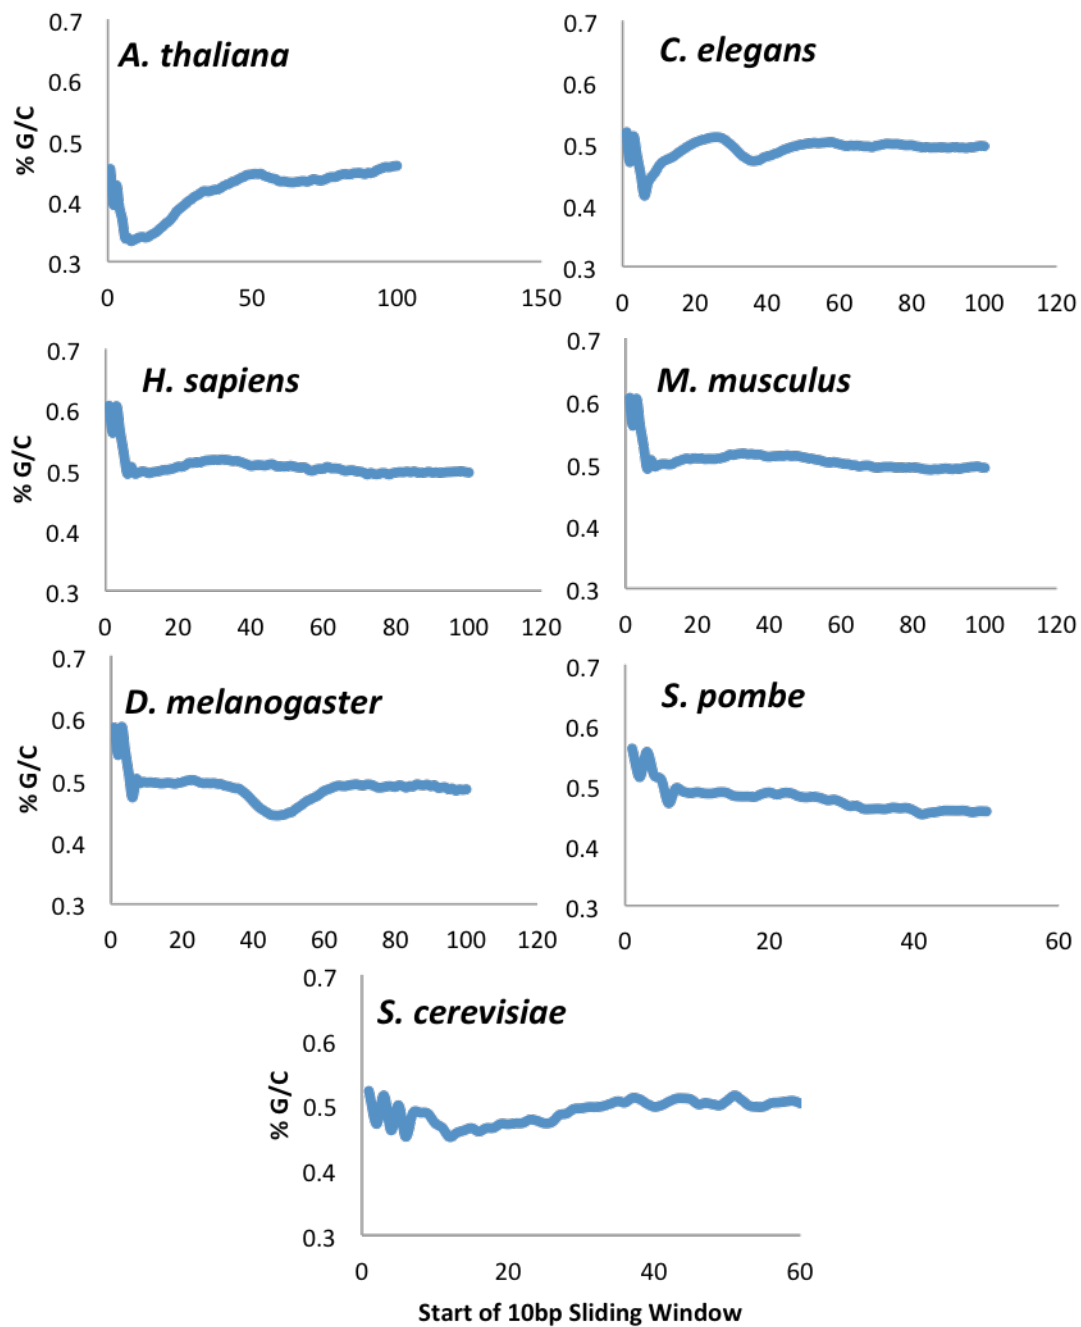 A. thaliana
% G/C
0.7
0.6
0.5
0.4
0.3
0 50 100 150
C. elegans
0.7
0.6
0.5
0.4
0.3
0 20 40 60 80 100 120
H. sapiens
% G/C
0.7
0.6
0.5
0.4
0.3
0 20 40 60 80 100 120
M. musculus
0.7
0.6
0.5
0.4
0.3
0 20 40 60 80 100 120
D. melanogaster
% G/C
0.7
0.6
0.5
0.4
0.3
0 20 40 60 80 100 120
S. pombe
0.7
0.6
0.5
0.4
0.3
0 20 40 60
S. cerevisiae
% G/C
0.7
0.6
0.5
0.4
0.3
0 20 40 60
Start of 10bp Sliding Window